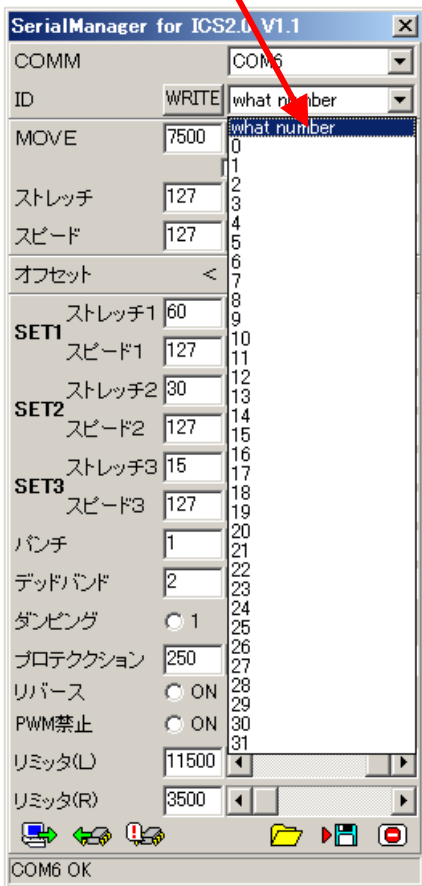 SerialManager for ICS2.0 V1.1
COMM COM6
ID WRITE what number
what number
MOVE 7500
0
1
2
ストレッチ 127
3
4
スピード 127
5
6
オフセット <
7
8
ストレッチ1 60
9
SET1
10
スピード1 127
11
12
ストレッチ2 30
13
SET2
14
スピード2 127
15
16
ストレッチ3 15
17
SET3
18
スピード3 127
19
20
パンチ 1
21
22
デッドバンド 2
23
24
ダンピング 1
25
26
プロテククション 250
27
28
リバース ON
29
PWM禁止 ON
30
31
リミッタ(L) 11500
リミッタ(R) 3500
COM6 OK